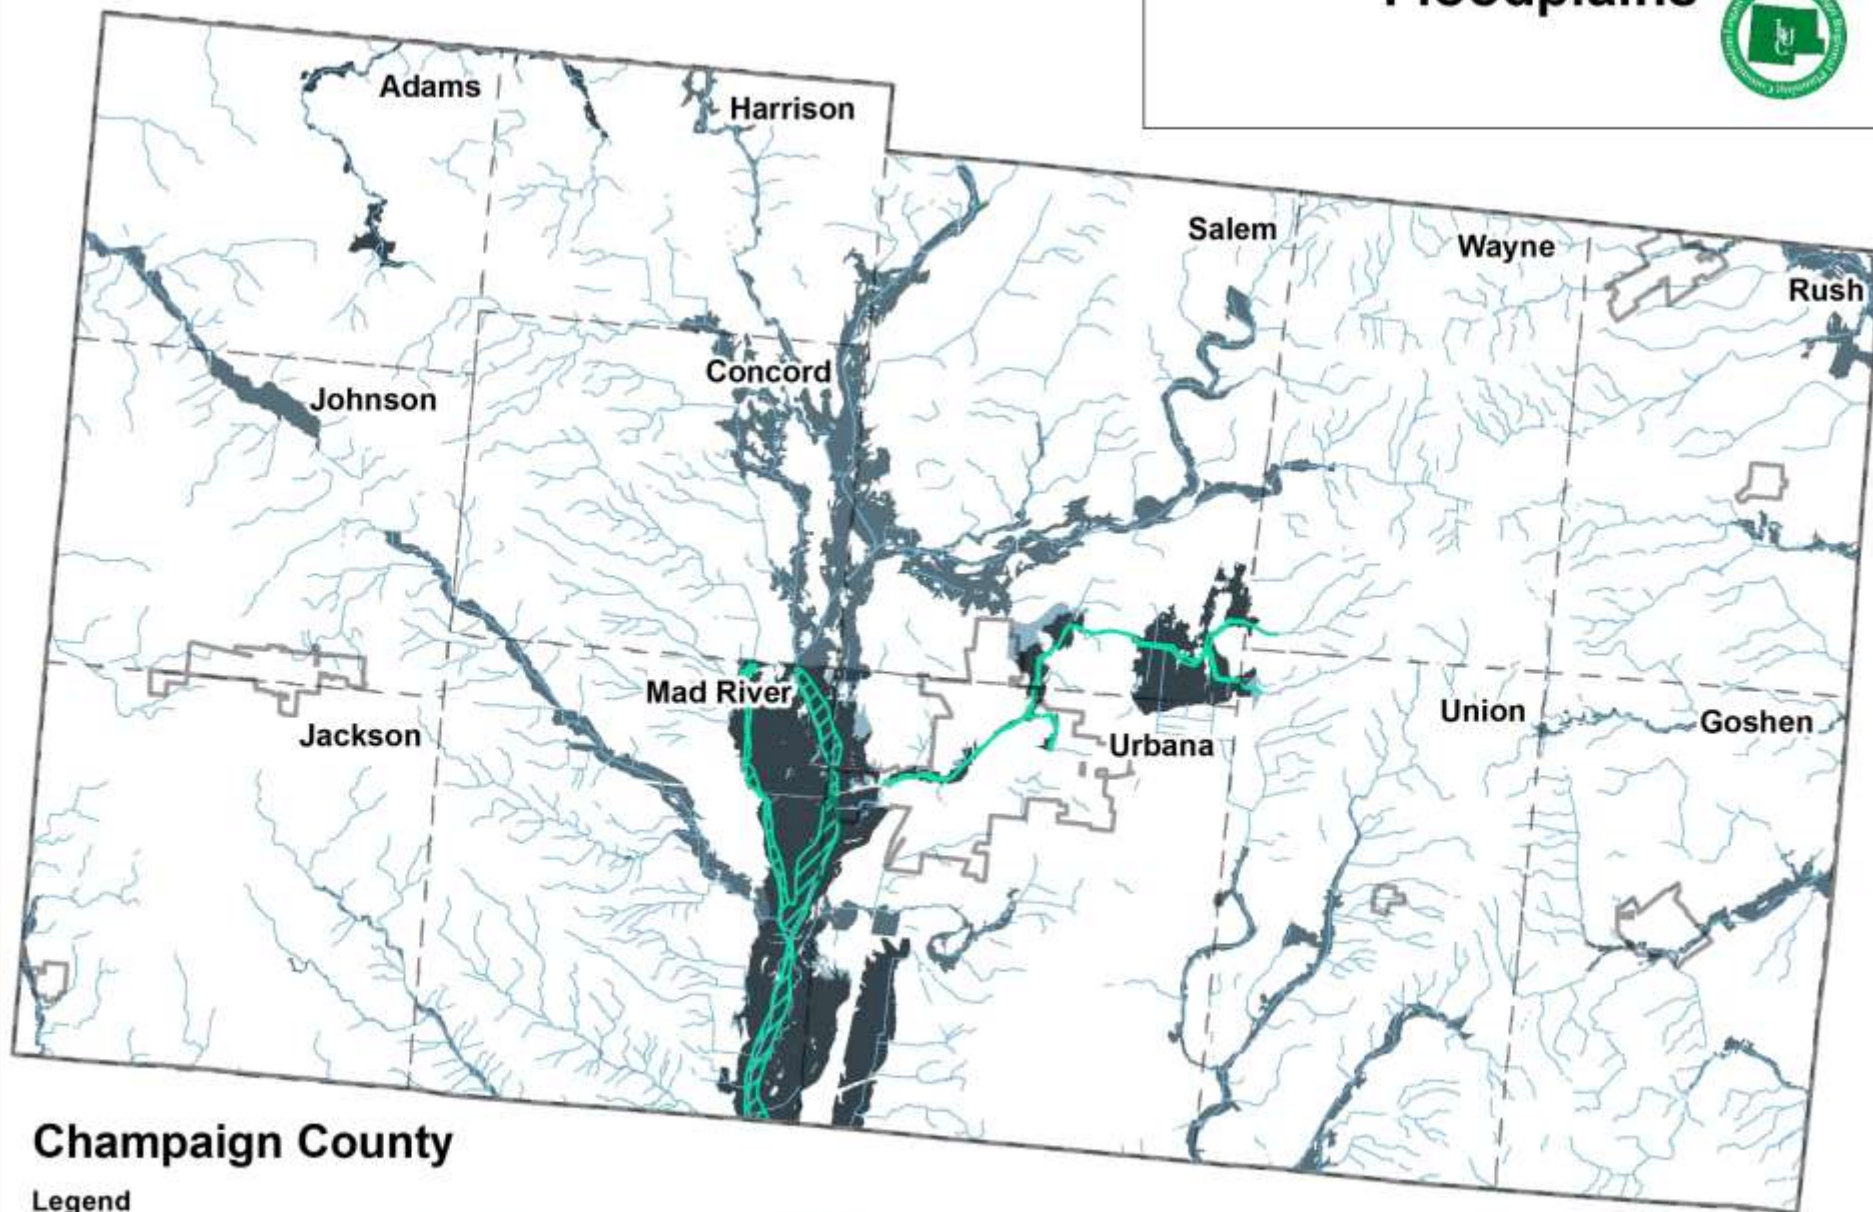 Floodplains
Adams
Harrison
Salem
Wayne
Rush
Concord
Johnson
Mad River
Union
Goshen
Jackson
Urbana
Champaign County
Legend